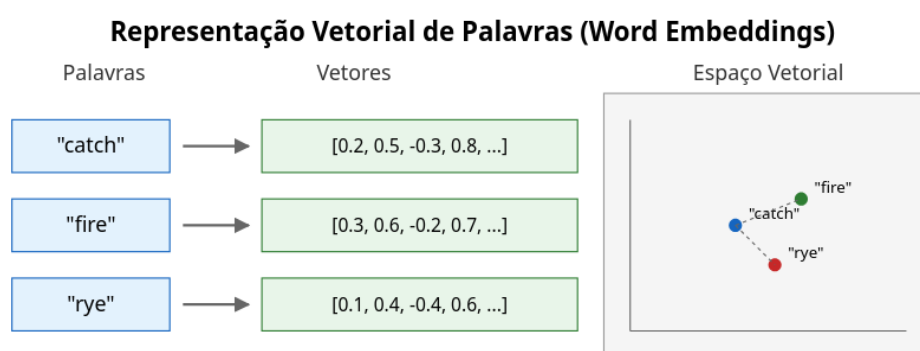 Representação Vetorial de Palavras (Word Embeddings)
Palavras
Vetores
Espaço Vetorial
"catch"
[0.2, 0.5, -0.3, 0.8, ...]
"fire"
[0.3, 0.6, -0.2, 0.7, ...]
"rye"
[0.1, 0.4, -0.4, 0.6, ...]
"fire"
"catch"
"rye"